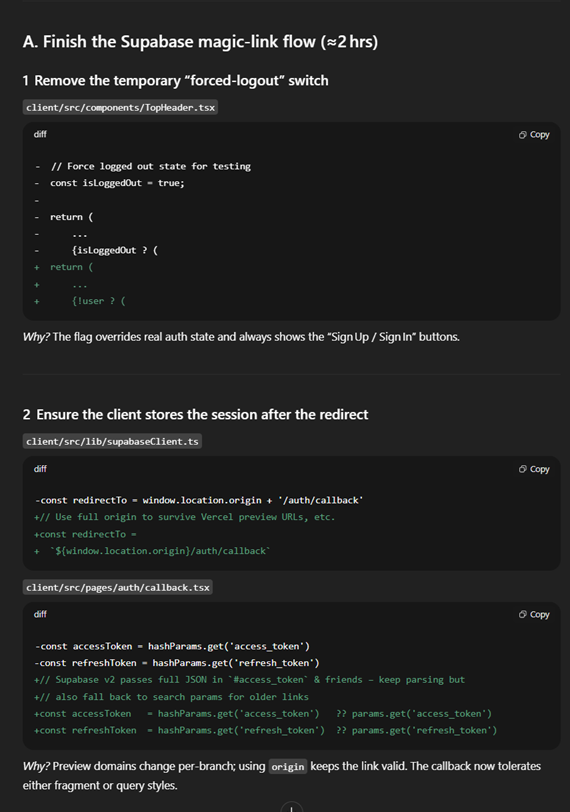 A. Finish the Supabase magic-link flow (≈2 hrs)
1 Remove the temporary “forced-logout” switch
client/src/components/TopHeader.tsx
diff
Copy
-  // Force logged out state for testing
-  const isLoggedOut = true;
-
-  return (
-      ...
-      {isLoggedOut ? (
+  return (
+      ...
+      {!user ? (
Why? The flag overrides real auth state and always shows the “Sign Up / Sign In” buttons.
2 Ensure the client stores the session after the redirect
client/src/lib/supabaseClient.ts
diff
Copy
-const redirectTo = window.location.origin + '/auth/callback'
+// Use full origin to survive Vercel preview URLs, etc.
+const redirectTo =
+  `${window.location.origin}/auth/callback`
client/src/pages/auth/callback.tsx
diff
Copy
-const accessToken = hashParams.get('access_token')
-const refreshToken = hashParams.get('refresh_token')
+// Supabase v2 passes full JSON in `#access_token` & friends – keep parsing but
+// also fall back to search params for older links
+const accessToken   = hashParams.get('access_token')   ?? params.get('access_token')
+const refreshToken  = hashParams.get('refresh_token')  ?? params.get('refresh_token')
Why? Preview domains change per-branch; using origin keeps the link valid. The callback now tolerates
either fragment or query styles.